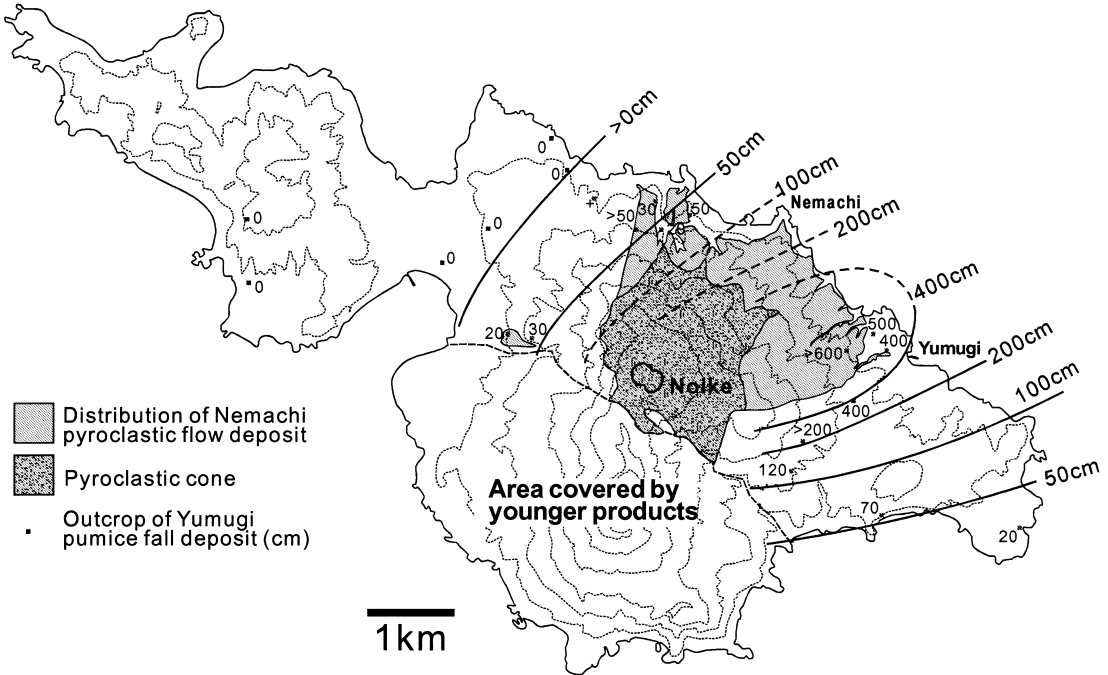 >0cm
50cm
100cm
Nemachi
200cm
400cm
Yumugi
200cm
100cm
50cm
0
0
0
0
0
0
>50
30
50
20
20
30
500
400
>600
400
>200
120
70
20
Noike
Area covered by
younger products
Distribution of Nemachi
pyroclastic flow deposit
Pyroclastic cone
Outcrop of Yumugi
pumice fall deposit (cm)
1km